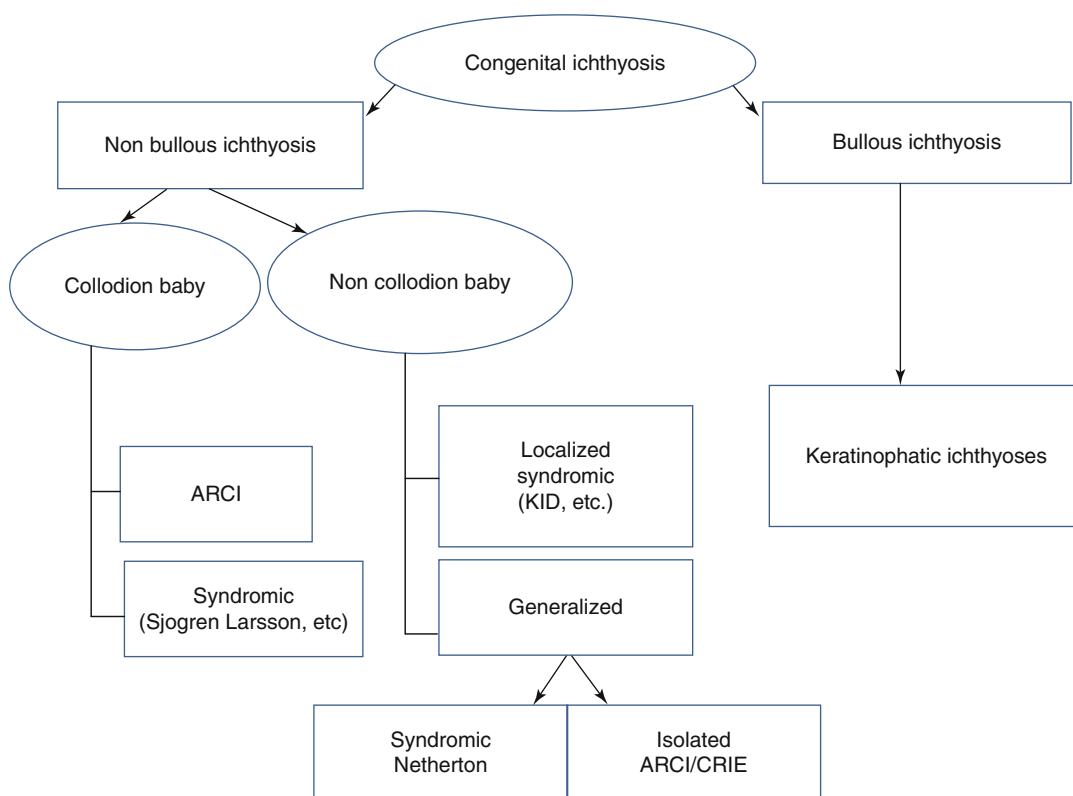 Congenital ichthyosis
Non bullous ichthyosis
Bullous ichthyosis
Collodion baby
Non collodion baby
Localized
syndromic
(KID, etc.)
Keratinophatic ichthyoses
ARCI
Syndromic
(Sjogren Larsson, etc)
Generalized
Syndromic
Netherton
Isolated
ARCI/CRIE